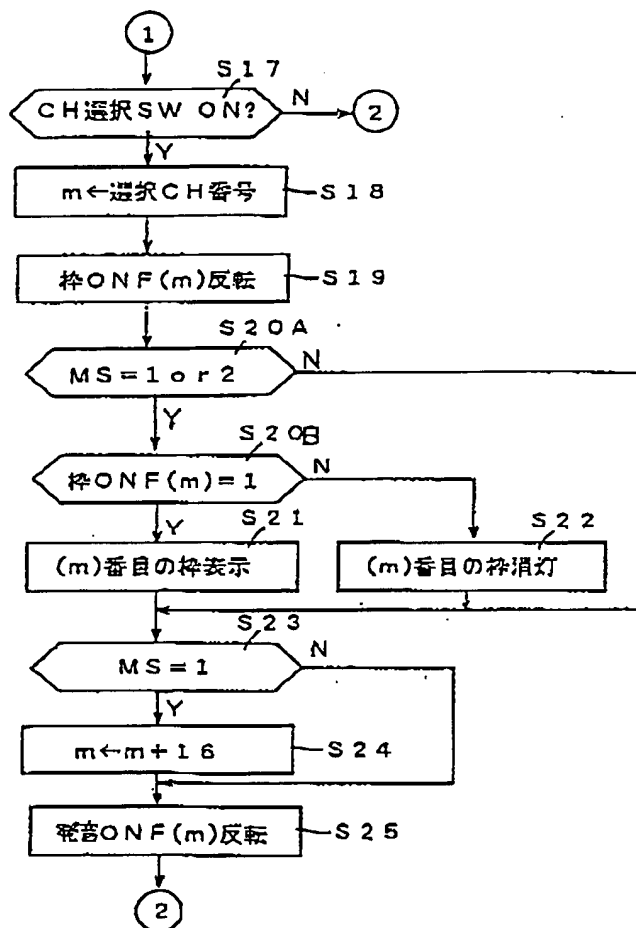 1
S17
CH選択SW ON?
N
2
Y
m←選択CH番号
S18
枠ONF(m)反転
S19
S20A
MS=1or2
N
Y
S20B
枠ONF(m)=1
N
Y
S21
S22
(m)番目の枠表示
(m)番目の枠消灯
S23
MS=1
N
Y
m←m+16
S24
発音ONF(m)反転
S25
2